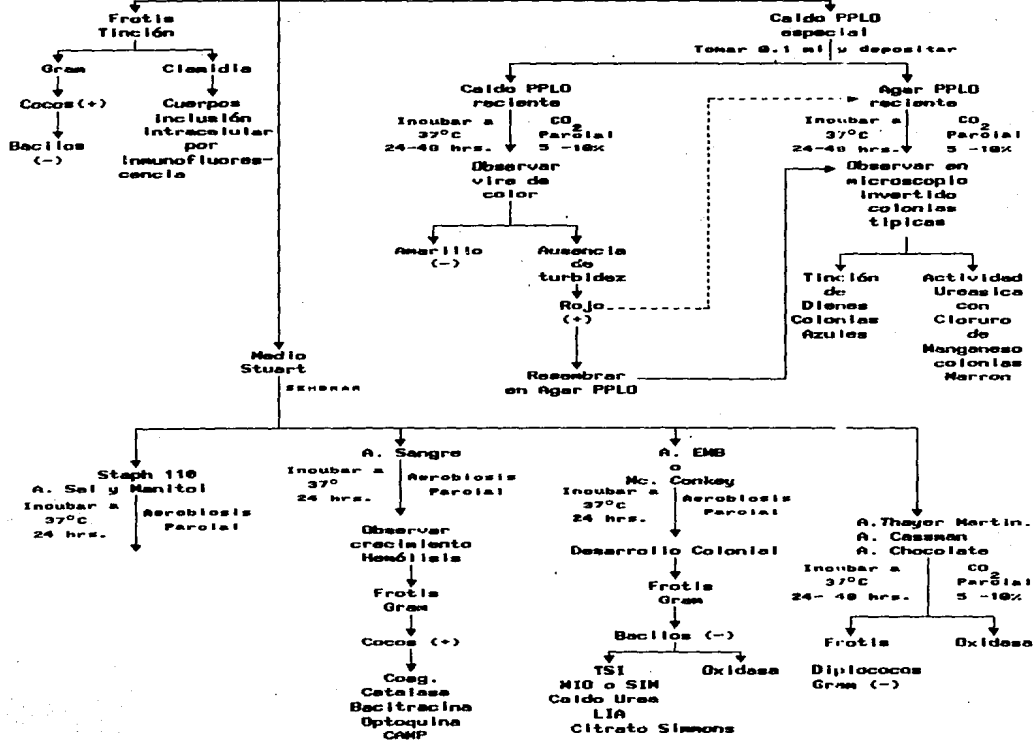 Frotis
Tinción
Gram
Clamidia
Cocos(+)
Bacilos
(-)
Cuerpos
inclusión
intracelular
por
inmunofluores-
cencia
Caldo PPLO
especial
Tomar 0.1 ml y depositar
Caldo PPLO
reciente
Incubar a
37°C
24-48 hrs.
CO2
Parcial
5 -10%
Observar
vire de
color
Amarillo
(-)
Ausencia
de
turbidez
Rojo
(+)
Resembrar
en Agar PPLO
Agar PPLO
reciente
Incubar a
37°C
24-48 hrs.
CO2
Parcial
5 -10%
Observar en
microscopio
invertido
colonias
tipicas
Tinción
de
Dienes
Colonias
Azules
Actividad
Ureasica
con
Cloruro
de
Manganeso
colonias
Marron
Medio
Stuart
SEMBRAR
Staph 110
A. Sal y Manitol
Incubar a
37°C
24 hrs.
Aerobiosis
Parcial
A. Sangre
Incubar a
37°
24 hrs.
Aerobiosis
Parcial
Observar
crecimiento
Hemólisis
Frotis
Gram
Cocos (+)
Coag.
Catalasa
Bacitracina
Optoquina
CAMP
A. EMB
o
Mc. Conkey
Incubar a
37°C
24 hrs.
Aerobiosis
Parcial
Desarrollo Colonial
Frotis
Gram
Bacilos (-)
TSI
MIO o SIM
Caldo Urea
LIA
Citrato Simmons
Oxidasa
A.Thayer Martin.
A. Cassman
A. Chocolate
Incubar a
37°C
24- 48 hrs.
CO2
Parcial
5 -10%
Frotis
Diplococos
Gram (-)
Oxidasa